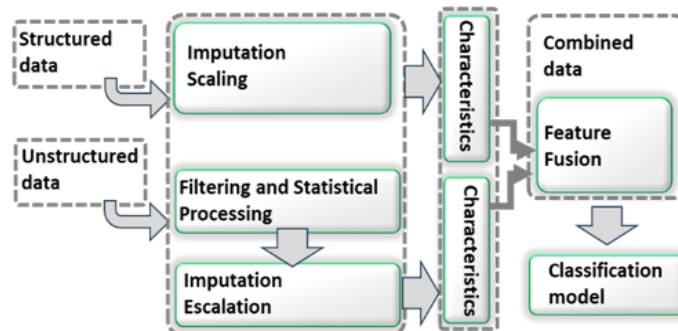 Structured
data
Imputation
Scaling
Characteristics
Combined
data
Feature
Fusion
Unstructured
data
Filtering and Statistical
Processing
Characteristics
Imputation
Escalation
Classification
model